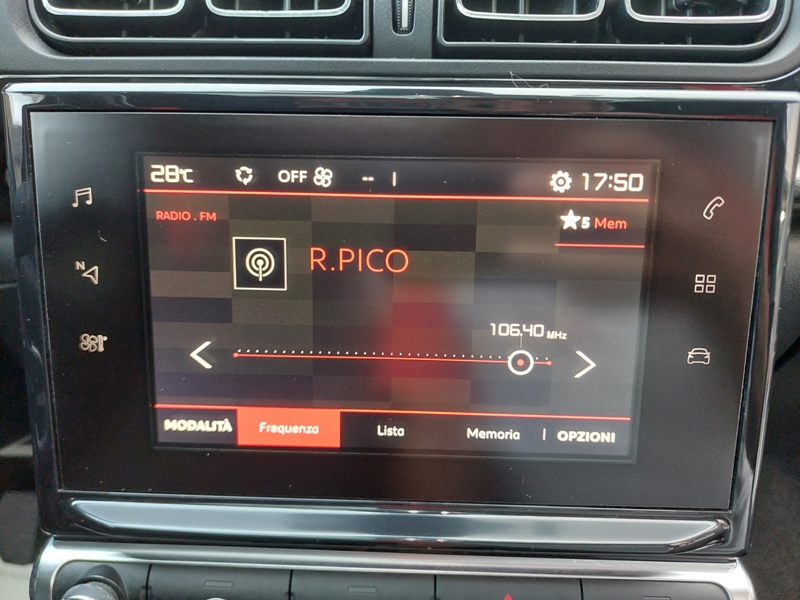 28°C OFF -- 17:50
RADIO . FM
5 Mem
N
R.PICO
106.40 MHz
MODALITÀ Frequenza Lista Memoria OPZIONI